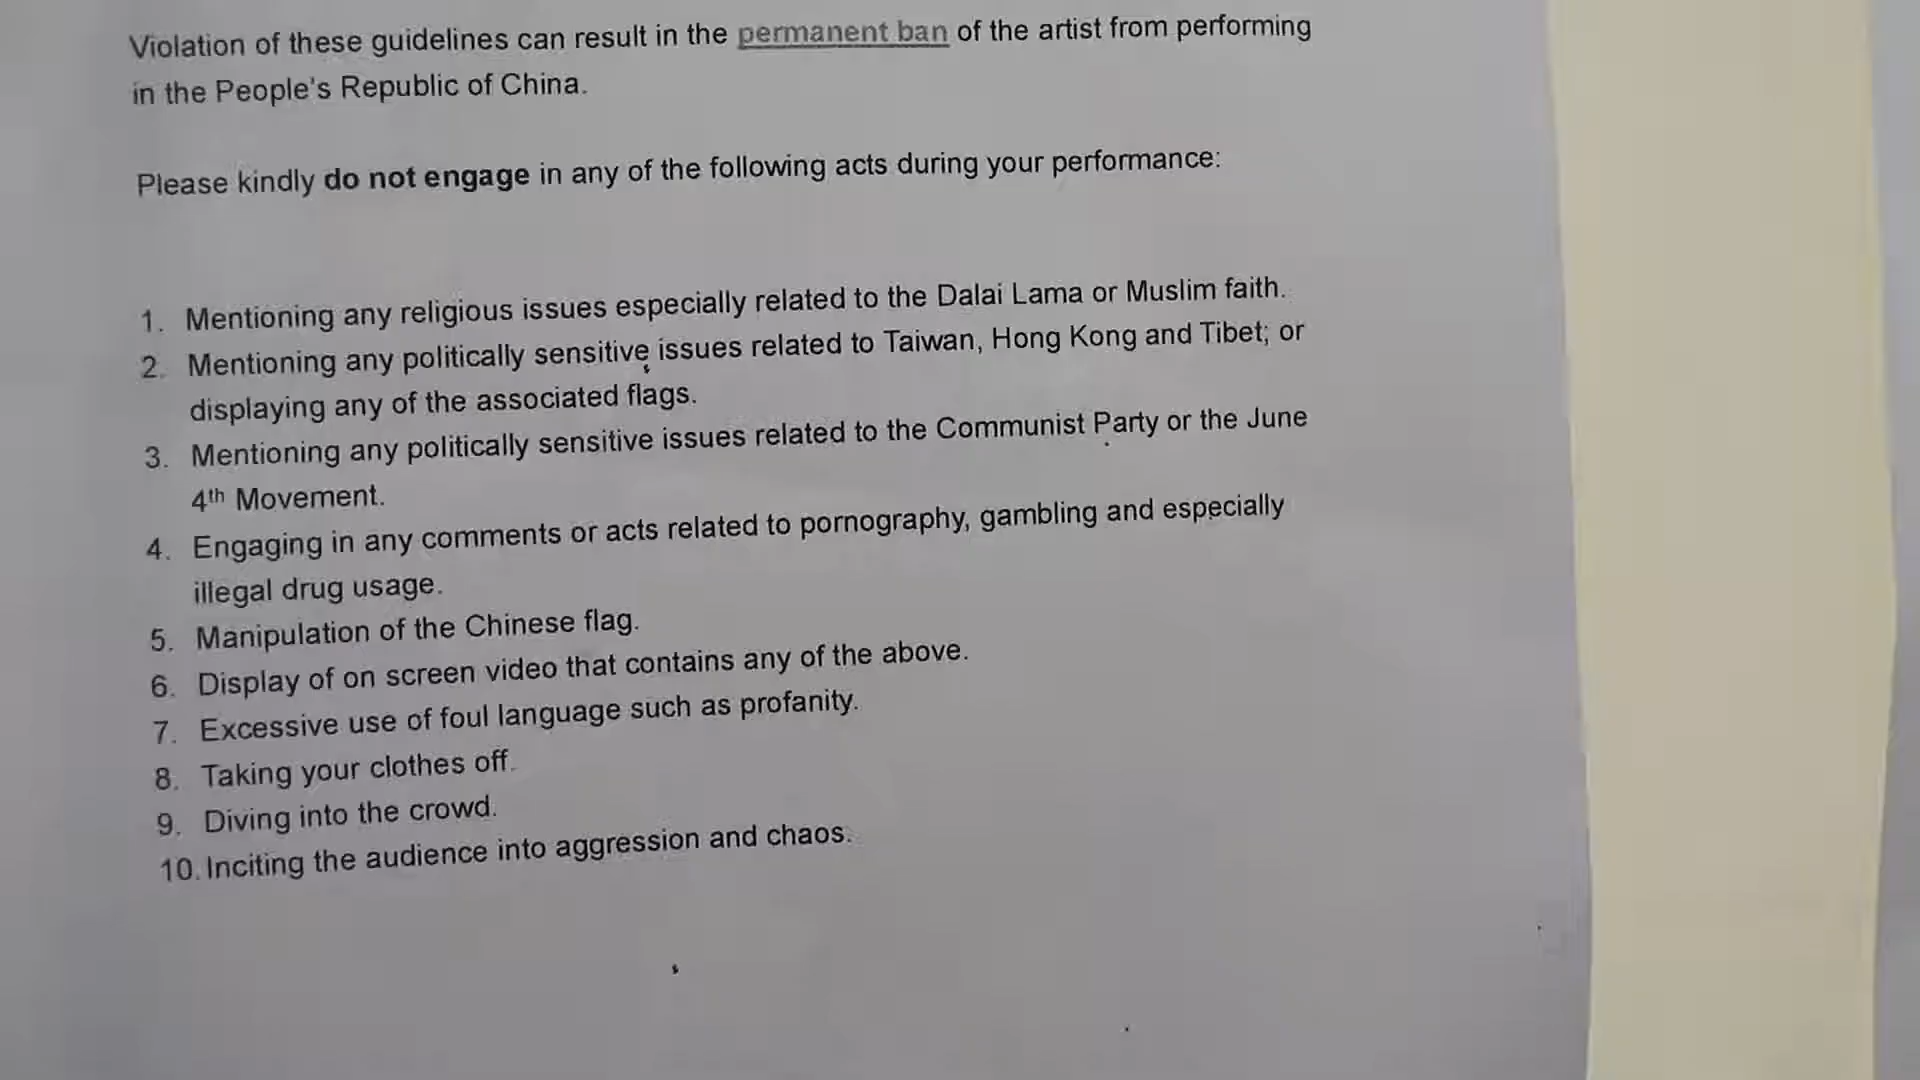 Violation of these guidelines can result in the permanent ban of the artist from performing
in the People's Republic of China.
Please kindly do not engage in any of the following acts during your performance:
1. Mentioning any religious issues especially related to the Dalai Lama or Muslim faith.
2. Mentioning any politically sensitive issues related to Taiwan, Hong Kong and Tibet; or
displaying any of the associated flags.
3. Mentioning any politically sensitive issues related to the Communist Party or the June
4th Movement.
4. Engaging in any comments or acts related to pornography, gambling and especially
illegal drug usage.
5. Manipulation of the Chinese flag.
6. Display of on screen video that contains any of the above.
7. Excessive use of foul language such as profanity.
8. Taking your clothes off.
9. Diving into the crowd.
10. Inciting the audience into aggression and chaos.